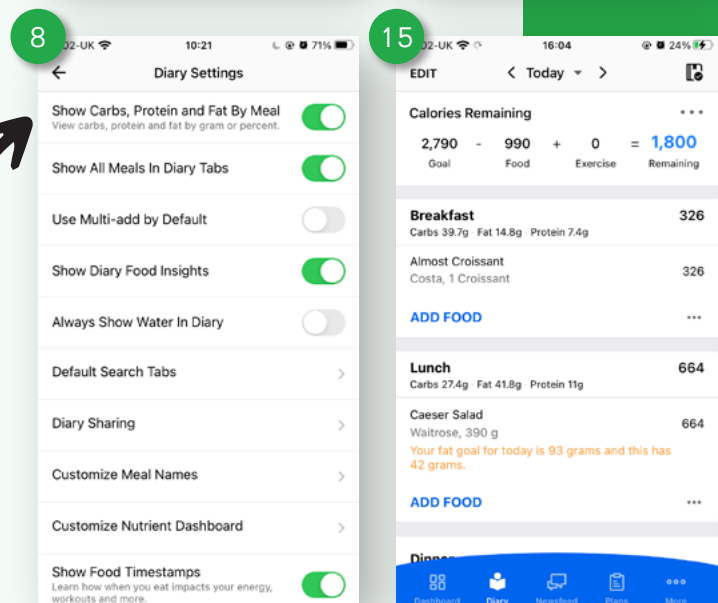 8
O2-UK
10:21
71%
Diary Settings
Show Carbs, Protein and Fat By Meal
View carbs, protein and fat by gram or percent.
Show All Meals In Diary Tabs
Use Multi-add by Default
Show Diary Food Insights
Always Show Water In Diary
Default Search Tabs
Diary Sharing
Customize Meal Names
Customize Nutrient Dashboard
Show Food Timestamps
Learn how when you eat impacts your energy,
workouts and more.
15
O2-UK
16:04
24%
EDIT
Today
Calories Remaining
2,790 - 990 + 0 = 1,800
Goal Food Exercise Remaining
Breakfast 326
Carbs 39.7g · Fat 14.8g · Protein 7.4g
Almost Croissant
Costa, 1 Croissant
326
ADD FOOD
Lunch 664
Carbs 27.4g · Fat 41.8g · Protein 11g
Caeser Salad
Waitrose, 390 g
664
Your fat goal for today is 93 grams and this has
42 grams.
ADD FOOD
Dinner
Dashboard Diary Newsfeed Plans More